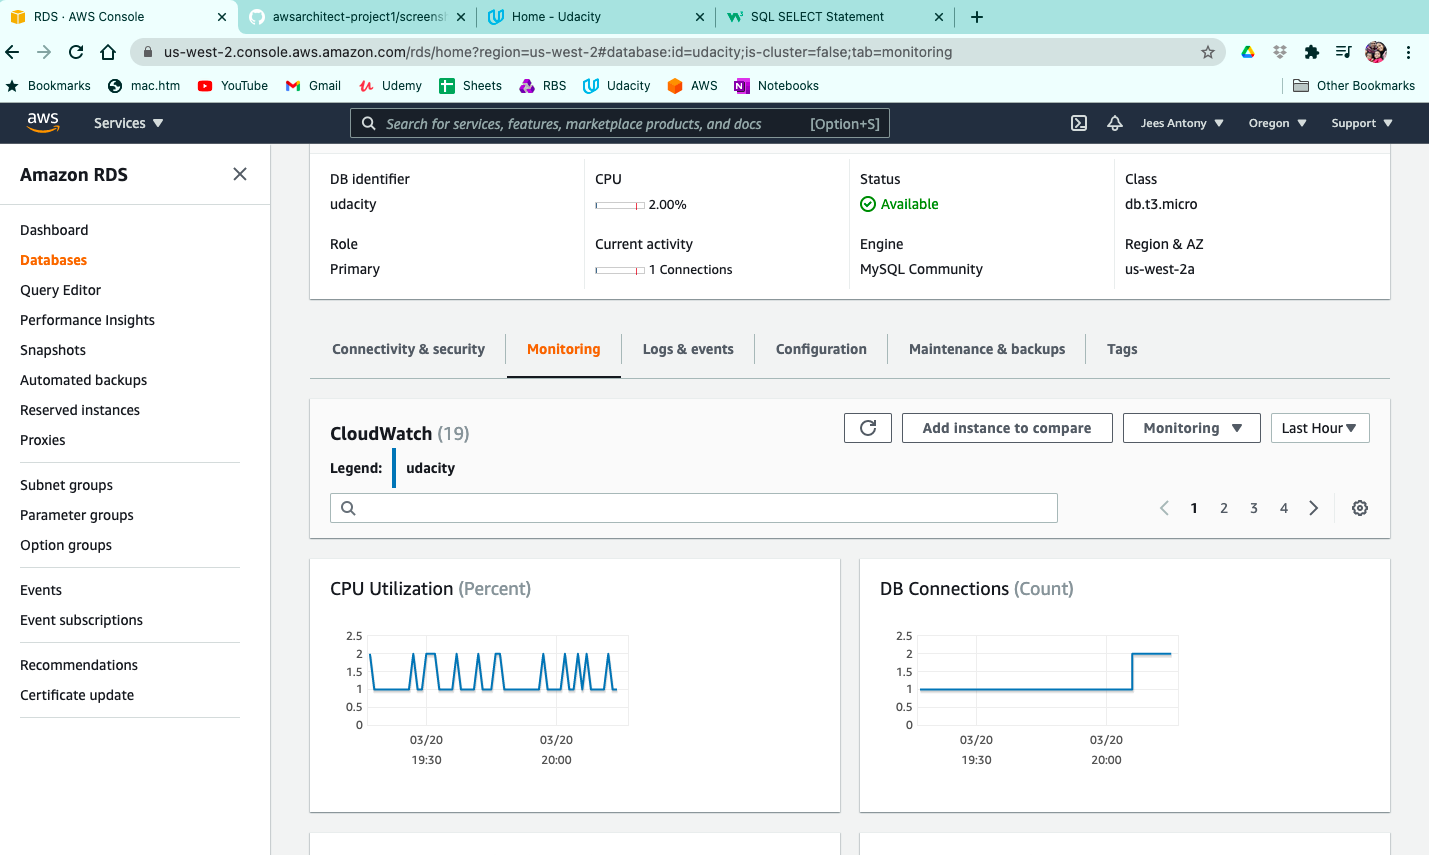 RDS · AWS Console
awsarchitect-project1/screens
Home - Udacity
SQL SELECT Statement
us-west-2.console.aws.amazon.com/rds/home?region=us-west-2#database:id=udacity;is-cluster=false;tab=monitoring
Bookmarks mac.htm YouTube Gmail Udemy Sheets RBS Udacity AWS Notebooks Other Bookmarks
aws Services Search for services, features, marketplace products, and docs [Option+S] Jees Antony Oregon Support
Amazon RDS
Dashboard
Databases
Query Editor
Performance Insights
Snapshots
Automated backups
Reserved instances
Proxies
Subnet groups
Parameter groups
Option groups
Events
Event subscriptions
Recommendations
Certificate update
DB identifier
udacity
CPU
2.00%
Status
Available
Class
db.t3.micro
Role
Primary
Current activity
1 Connections
Engine
MySQL Community
Region & AZ
us-west-2a
Connectivity & security Monitoring Logs & events Configuration Maintenance & backups Tags
CloudWatch (19)
Add instance to compare Monitoring Last Hour
Legend: udacity
1 2 3 4
CPU Utilization (Percent)
2.5
2
1.5
1
0.5
0
03/20 03/20
19:30 20:00
DB Connections (Count)
2.5
2
1.5
1
0.5
0
03/20 03/20
19:30 20:00